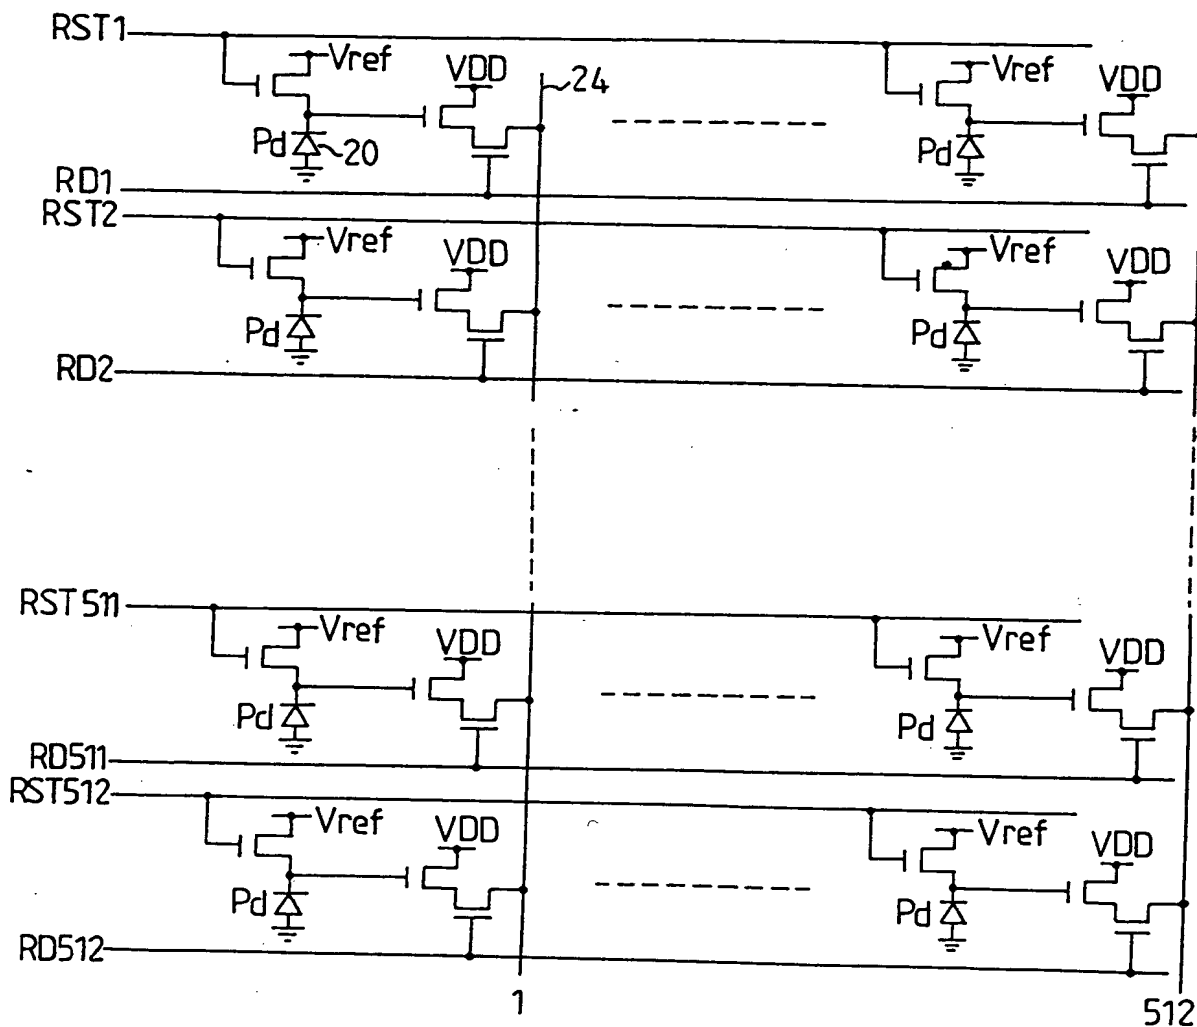 RST1
Vref
VDD
24
Vref
VDD
Pd
20
Pd
RD1
RST2
Vref
VDD
Vref
VDD
Pd
Pd
RD2
RST511
Vref
VDD
Vref
VDD
Pd
Pd
RD511
RST512
Vref
VDD
Vref
VDD
Pd
Pd
RD512
1
512